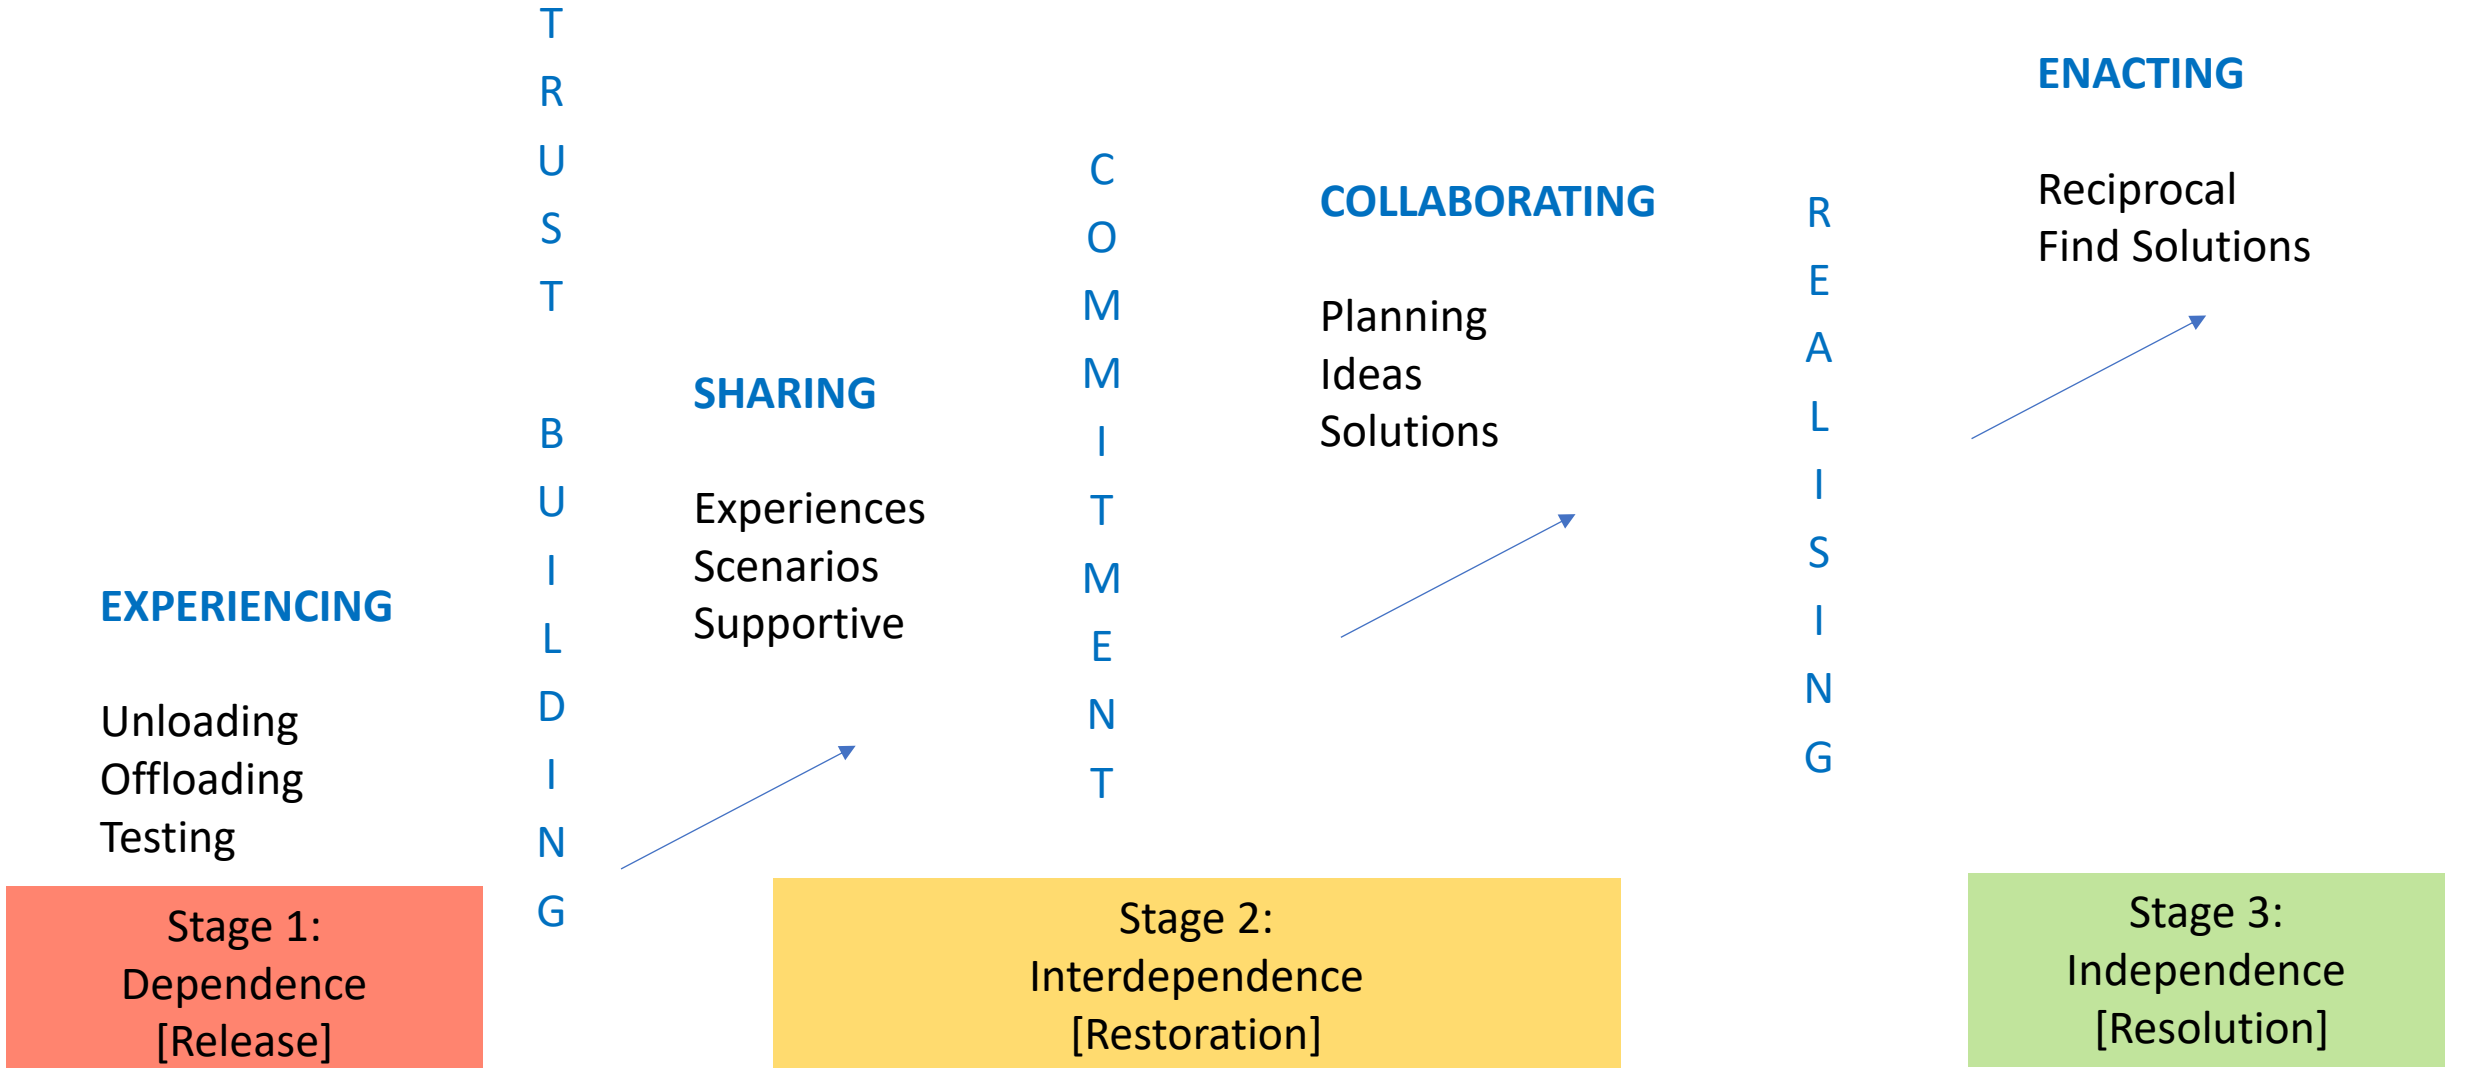 EXPERIENCING
Unloading
Offloading
Testing
TRUST BUILDING
SHARING
Experiences
Scenarios
Supportive
COMMITMENT
COLLABORATING
Planning
Ideas
Solutions
REALISING
ENACTING
Reciprocal
Find Solutions
Stage 1:
Dependence
[Release]
Stage 2:
Interdependence
[Restoration]
Stage 3:
Independence
[Resolution]